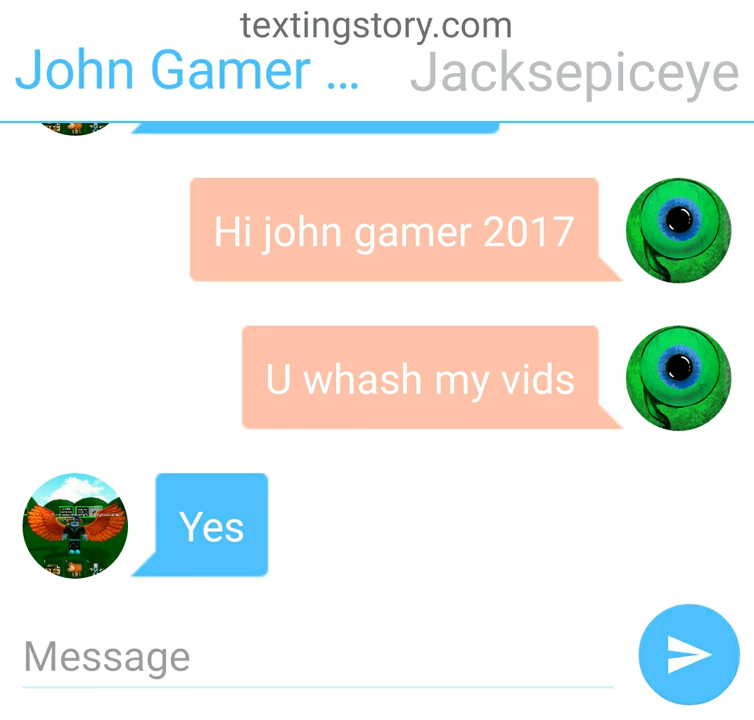 textingstory.com
John Gamer ... Jacksepiceye
Hi john gamer 2017
U whash my vids
Yes
Message